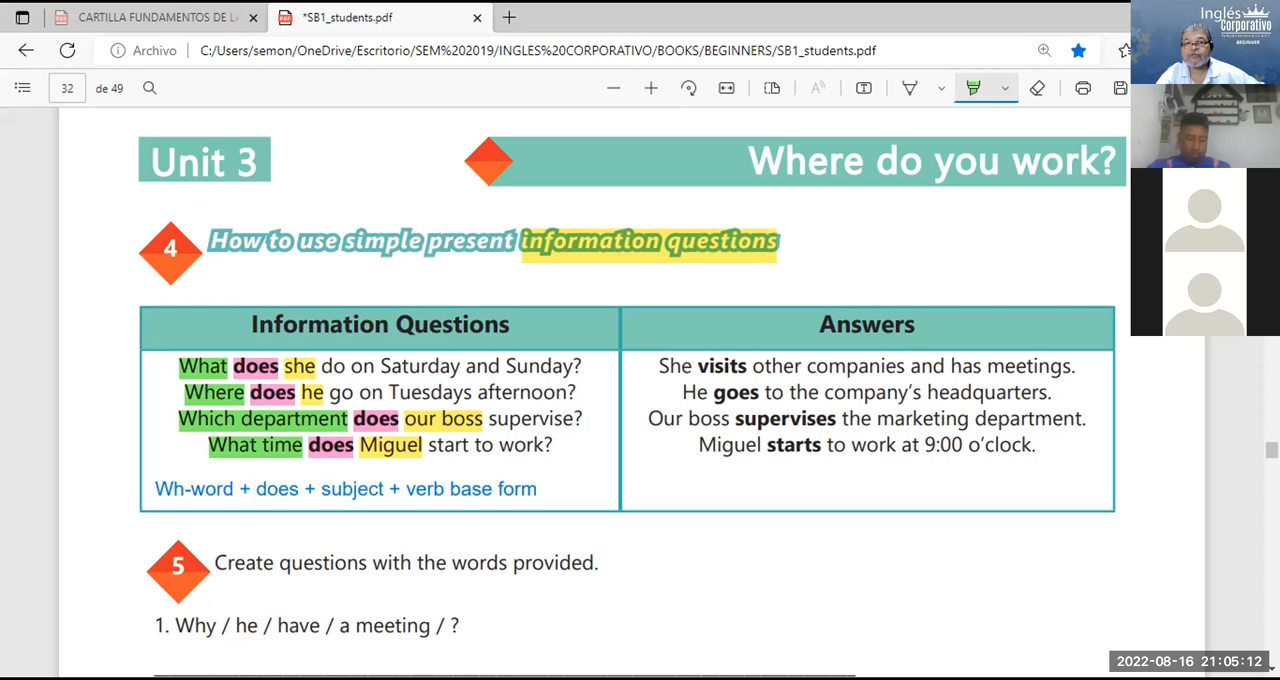 CARTILLA FUNDAMENTOS DE L
*SB1_students.pdf
Archivo
C:/Users/semon/OneDrive/Escritorio/SEM%202019/INGLES%20CORPORATIVO/BOOKS/BEGINNERS/SB1_students.pdf
32 de 49
Inglés
Corporativo
BEGINNER
Unit 3
Where do you work?
4 How to use simple present information questions
Information Questions
What does she do on Saturday and Sunday?
Where does he go on Tuesdays afternoon?
Which department does our boss supervise?
What time does Miguel start to work?
Wh-word + does + subject + verb base form
Answers
She visits other companies and has meetings.
He goes to the company's headquarters.
Our boss supervises the marketing department.
Miguel starts to work at 9:00 o'clock.
5 Create questions with the words provided.
1. Why / he / have / a meeting / ?
2022-08-16 21:05:12